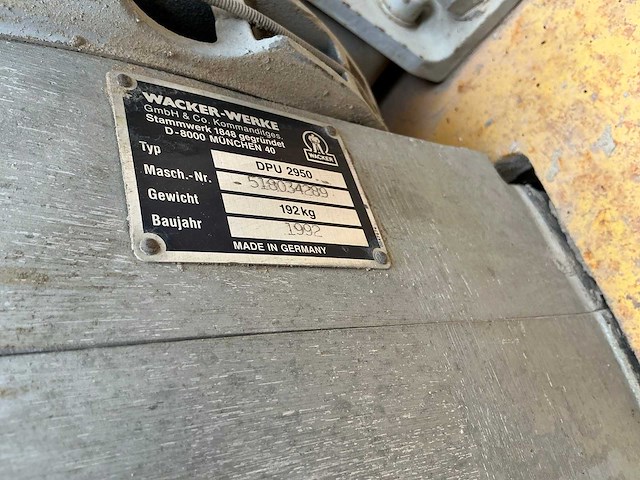 WACKER-WERKE
GmbH & Co. Kommanditges.
Stammwerk 1848 gegründet
D-8000 MÜNCHEN 40
WACKER
Typ DPU 2950
Masch.-Nr. 518034289
Gewicht 192 kg
Baujahr 1992
MADE IN GERMANY